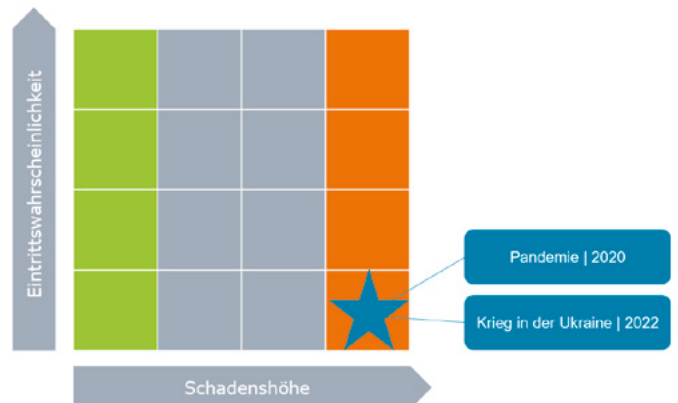 Eintrittswahrscheinlichkeit
Pandemie | 2020
Krieg in der Ukraine | 2022
Schadenshöhe